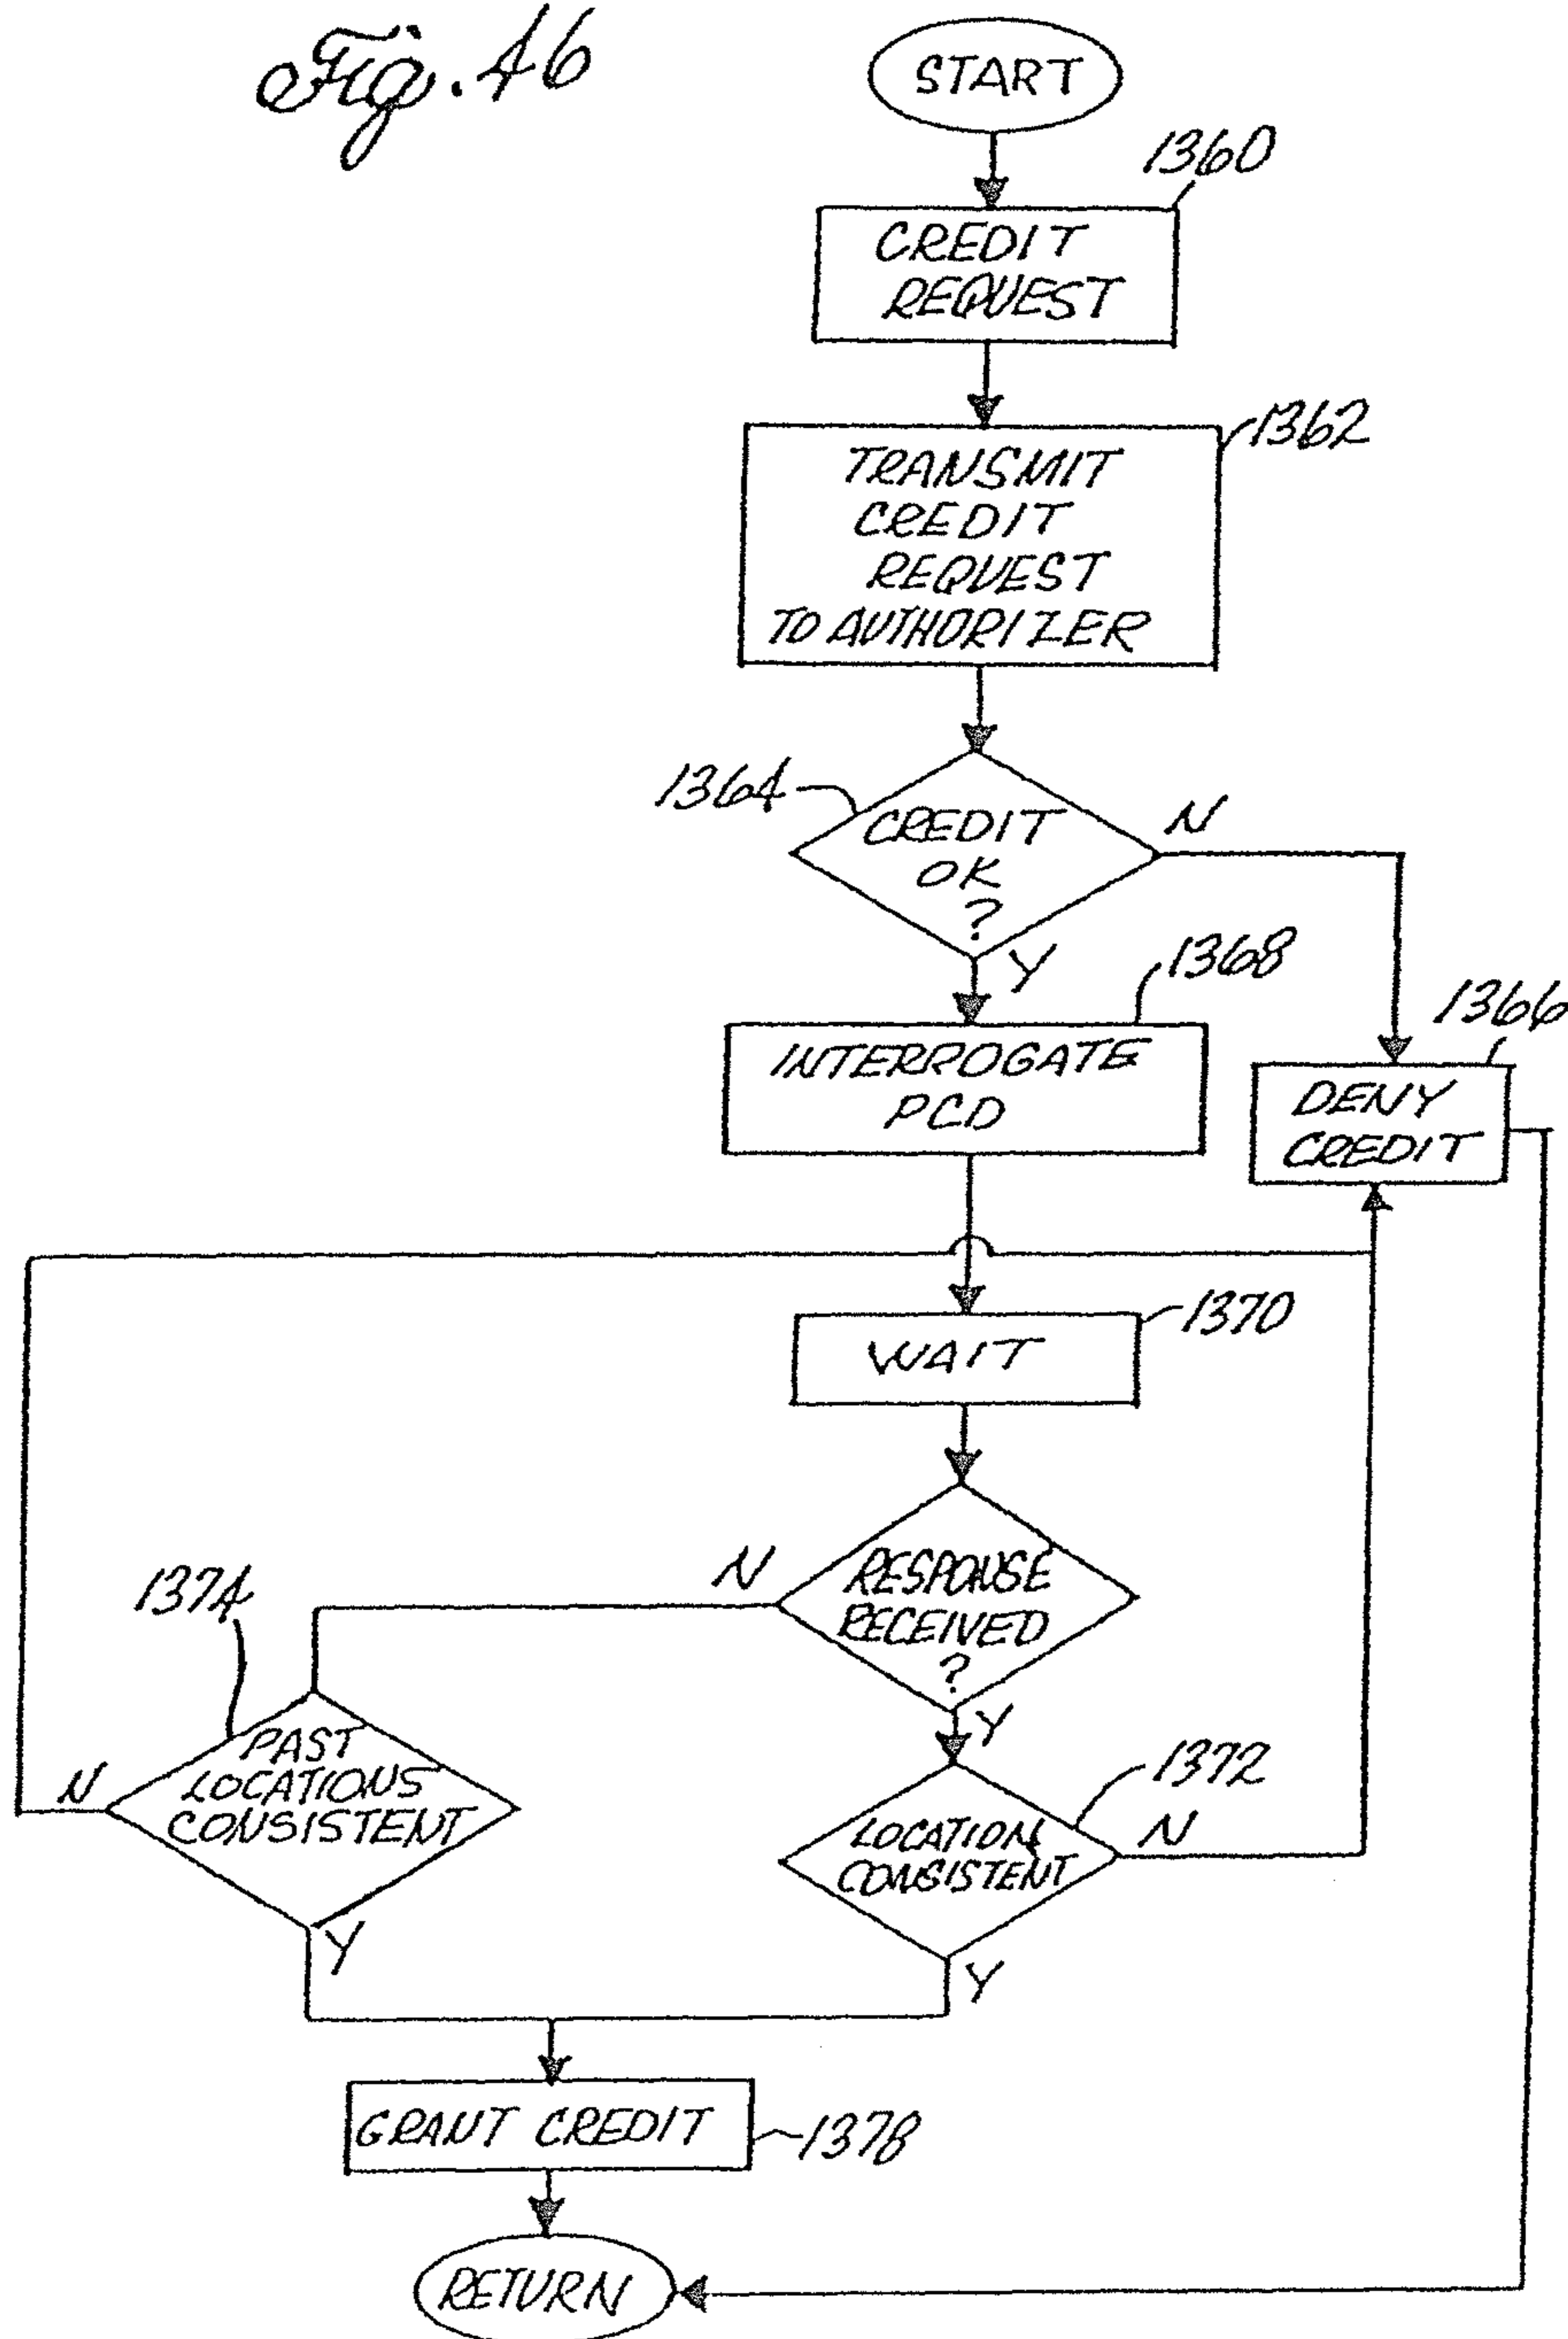 Fig. 46
START
1360
CREDIT
REQUEST
1362
TRANSMIT
CREDIT
REQUEST
TO AUTHORIZER
1364
CREDIT
OK
?
N
Y
1368
INTERROGATE
PCD
1366
DENY
CREDIT
1370
WAIT
RESPONSE
RECEIVED
?
N
Y
1374
PAST
LOCATIONS
CONSISTENT
N
Y
1372
LOCATION
CONSISTENT
N
Y
GRANT CREDIT
1378
RETURN